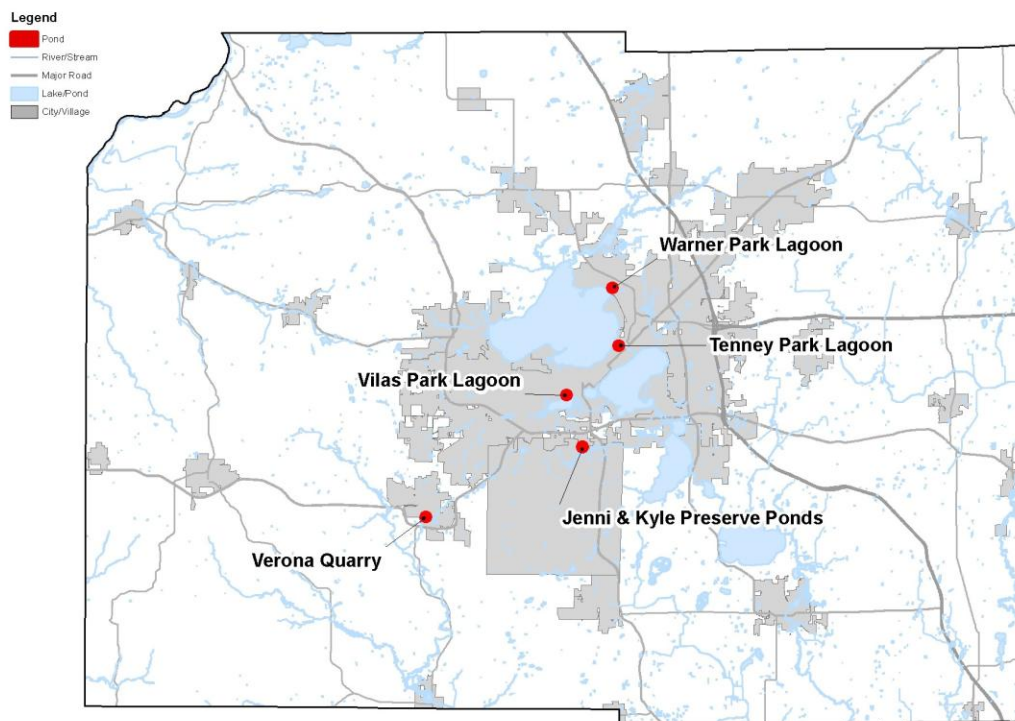 Legend
Pond
River/Stream
Major Road
Lake/Pond
City/Village
Warner Park Lagoon
Tenney Park Lagoon
Vilas Park Lagoon
Jenni & Kyle Preserve Ponds
Verona Quarry